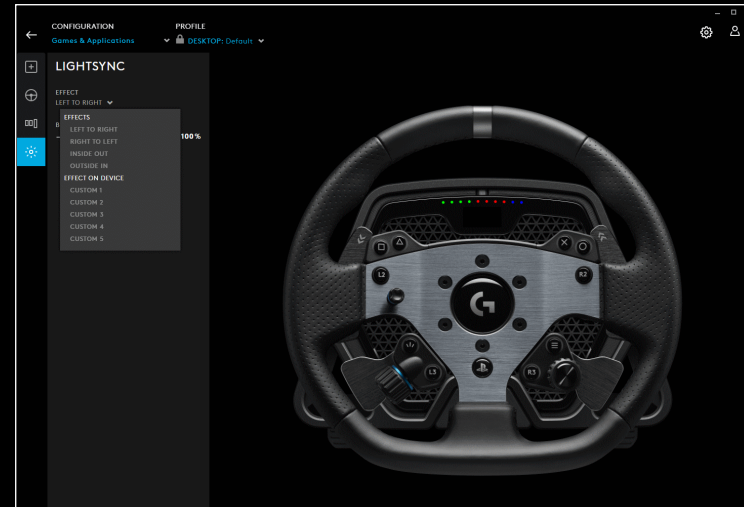 CONFIGURATION
PROFILE
Games & Applications
DESKTOP: Default
LIGHTSYNC
EFFECT
LEFT TO RIGHT
EFFECTS
LEFT TO RIGHT
RIGHT TO LEFT
INSIDE OUT
OUTSIDE IN
EFFECT ON DEVICE
CUSTOM 1
CUSTOM 2
CUSTOM 3
CUSTOM 4
CUSTOM 5
100%
L2
R2
G
L3
R3